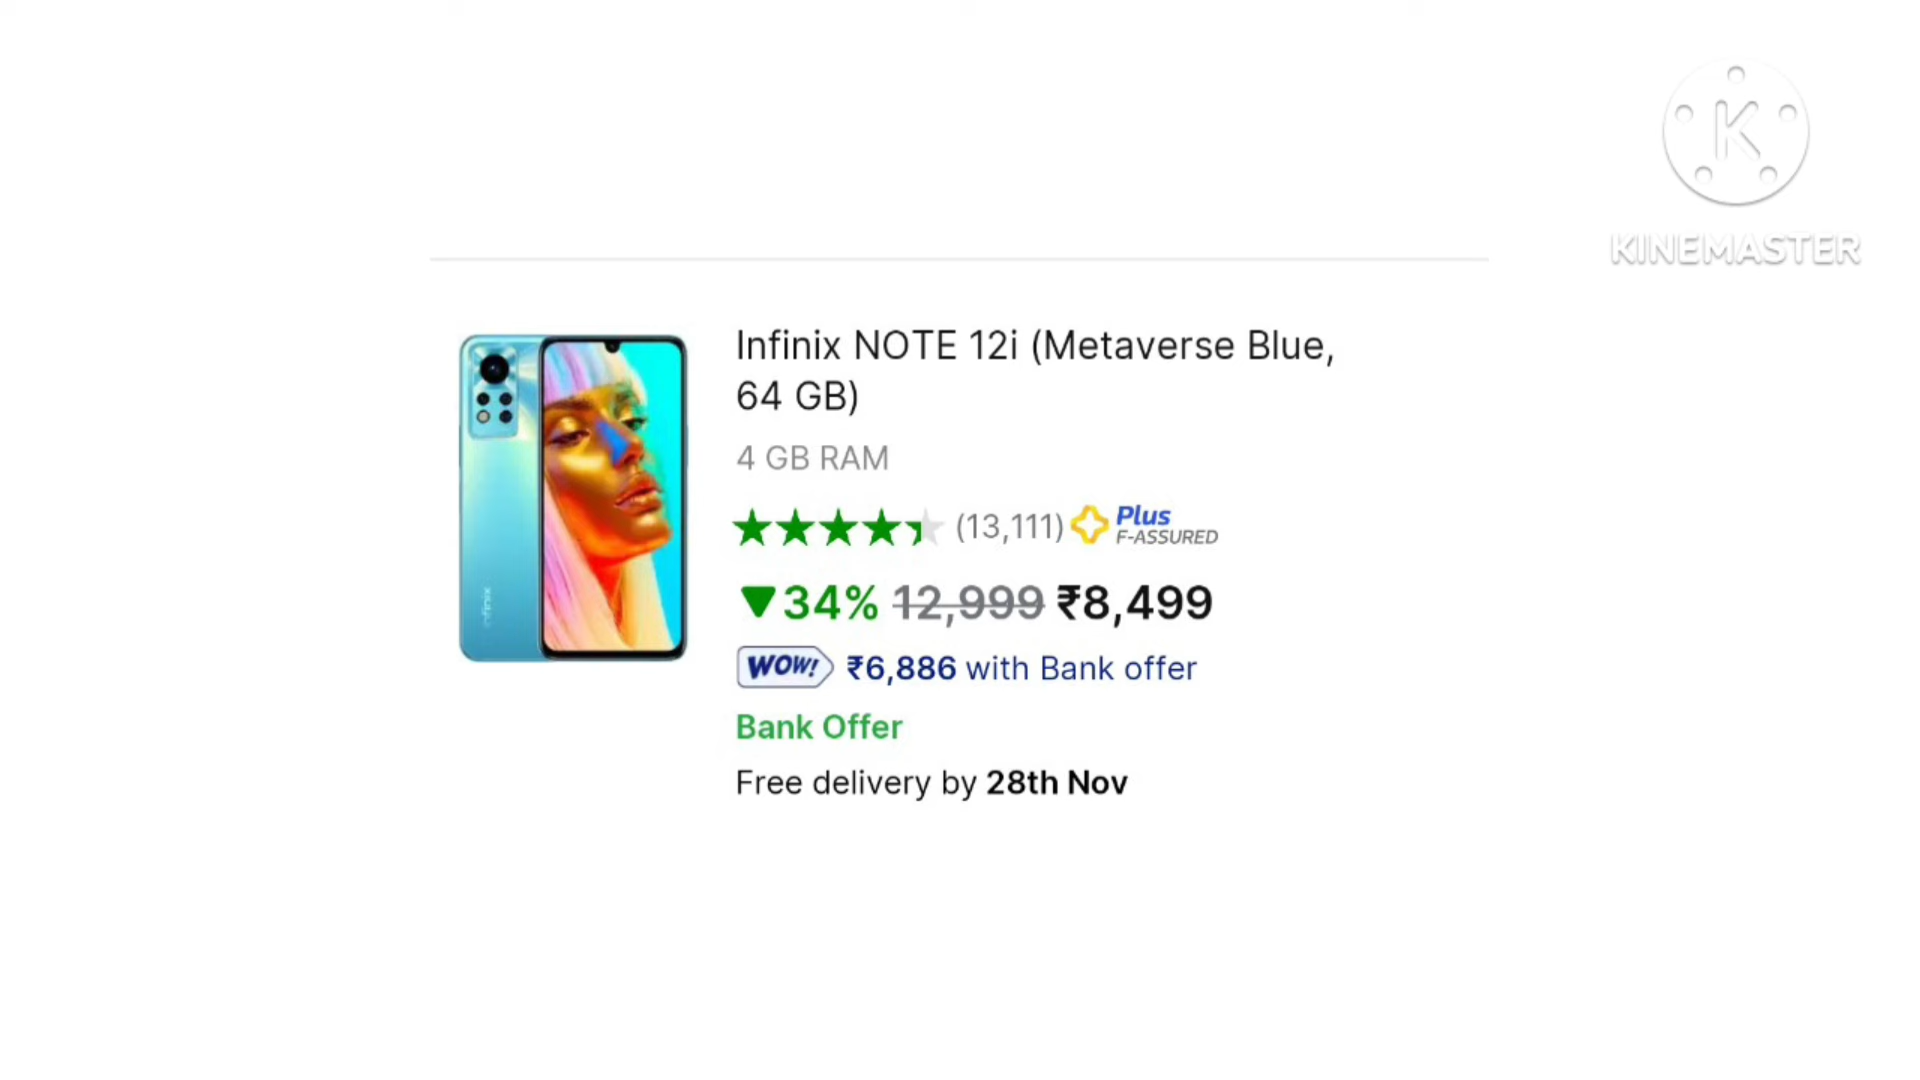 KINEMASTER
Infinix NOTE 12i (Metaverse Blue,
64 GB)
4 GB RAM
(13,111) Plus
F-ASSURED
▼34% 12,999 ₹8,499
WOW! ₹6,886 with Bank offer
Bank Offer
Free delivery by 28th Nov
Infinix